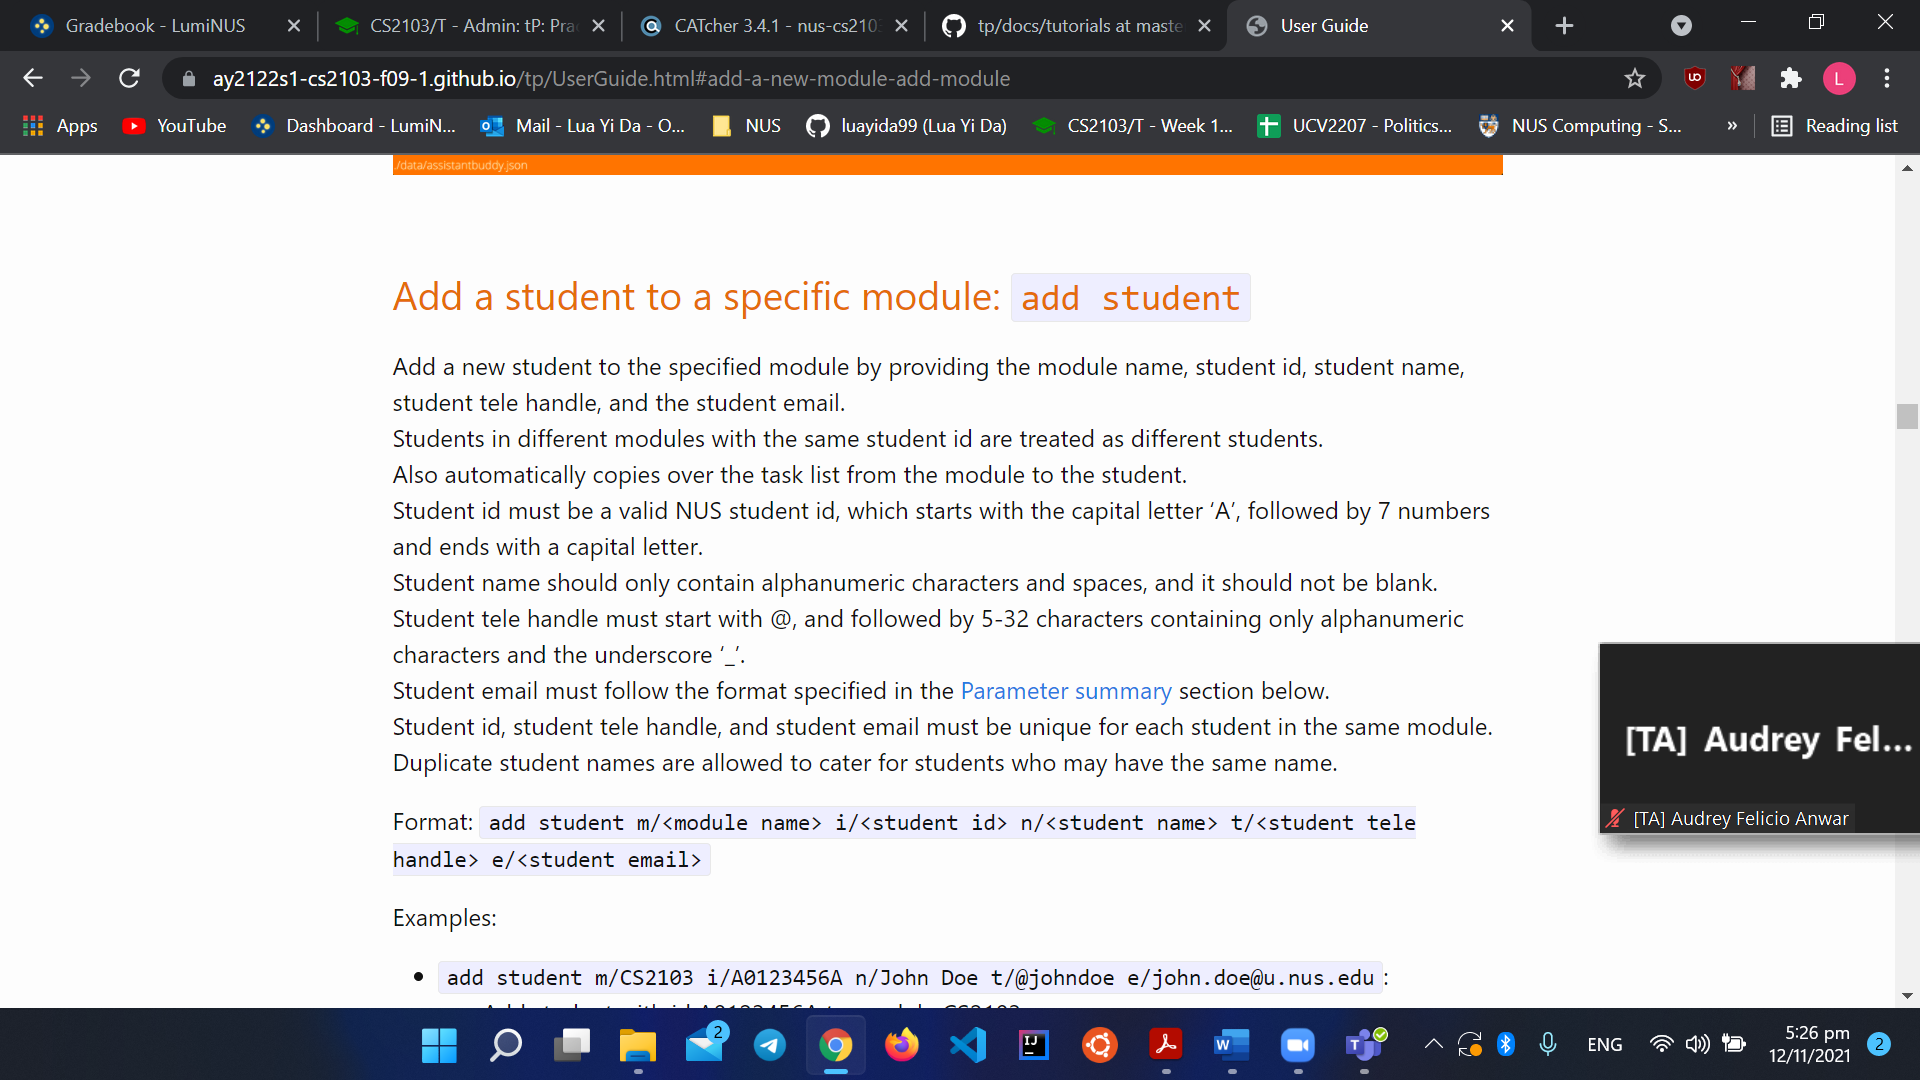 Gradebook - LumiNUS
CS2103/T - Admin: tP: Pra
CATcher 3.4.1 - nus-cs2103
tp/docs/tutorials at maste
User Guide
ay2122s1-cs2103-f09-1.github.io/tp/UserGuide.html#add-a-new-module-add-module
L
Apps
YouTube
Dashboard - LumiN...
Mail - Lua Yi Da - O...
NUS
luayida99 (Lua Yi Da)
CS2103/T - Week 1...
UCV2207 - Politics...
NUS Computing - S...
»
Reading list
./data/assistantbuddy.json
Add a student to a specific module: add student
Add a new student to the specified module by providing the module name, student id, student name,
student tele handle, and the student email.
Students in different modules with the same student id are treated as different students.
Also automatically copies over the task list from the module to the student.
Student id must be a valid NUS student id, which starts with the capital letter ‘A’, followed by 7 numbers
and ends with a capital letter.
Student name should only contain alphanumeric characters and spaces, and it should not be blank.
Student tele handle must start with @, and followed by 5-32 characters containing only alphanumeric
characters and the underscore ‘_’.
Student email must follow the format specified in the Parameter summary section below.
Student id, student tele handle, and student email must be unique for each student in the same module.
Duplicate student names are allowed to cater for students who may have the same name.
[TA] Audrey Fel...
[TA] Audrey Felicio Anwar
Format: add student m/<module name> i/<student id> n/<student name> t/<student tele
handle> e/<student email>
Examples:
add student m/CS2103 i/A0123456A n/John Doe t/@johndoe e/john.doe@u.nus.edu :
2
ENG
5:26 pm
12/11/2021
2